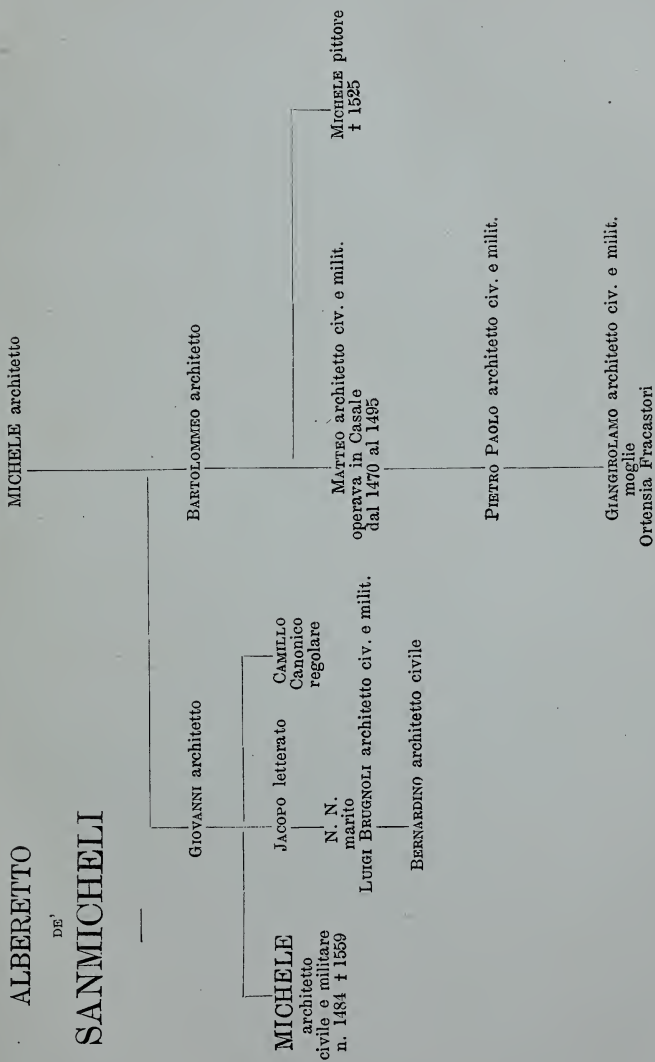 ALBERETTO
DE'
SANMICHELI
MICHELE architetto
GIOVANNI architetto
BARTOLOMMEO architetto
MICHELE
architetto
civile e militare
n. 1484 † 1559
JACOPO letterato
CAMILLO
Canonico
regolare
N. N.
marito
LUIGI BRUGNOLI architetto civ. e milit.
BERNARDINO architetto civile
MATTEO architetto civ. e milit.
operava in Casale
dal 1470 al 1495
MICHELE pittore
† 1525
PIETRO PAOLO architetto civ. e milit.
GIANGIROLAMO architetto civ. e milit.
moglie
Ortensia Fracastori